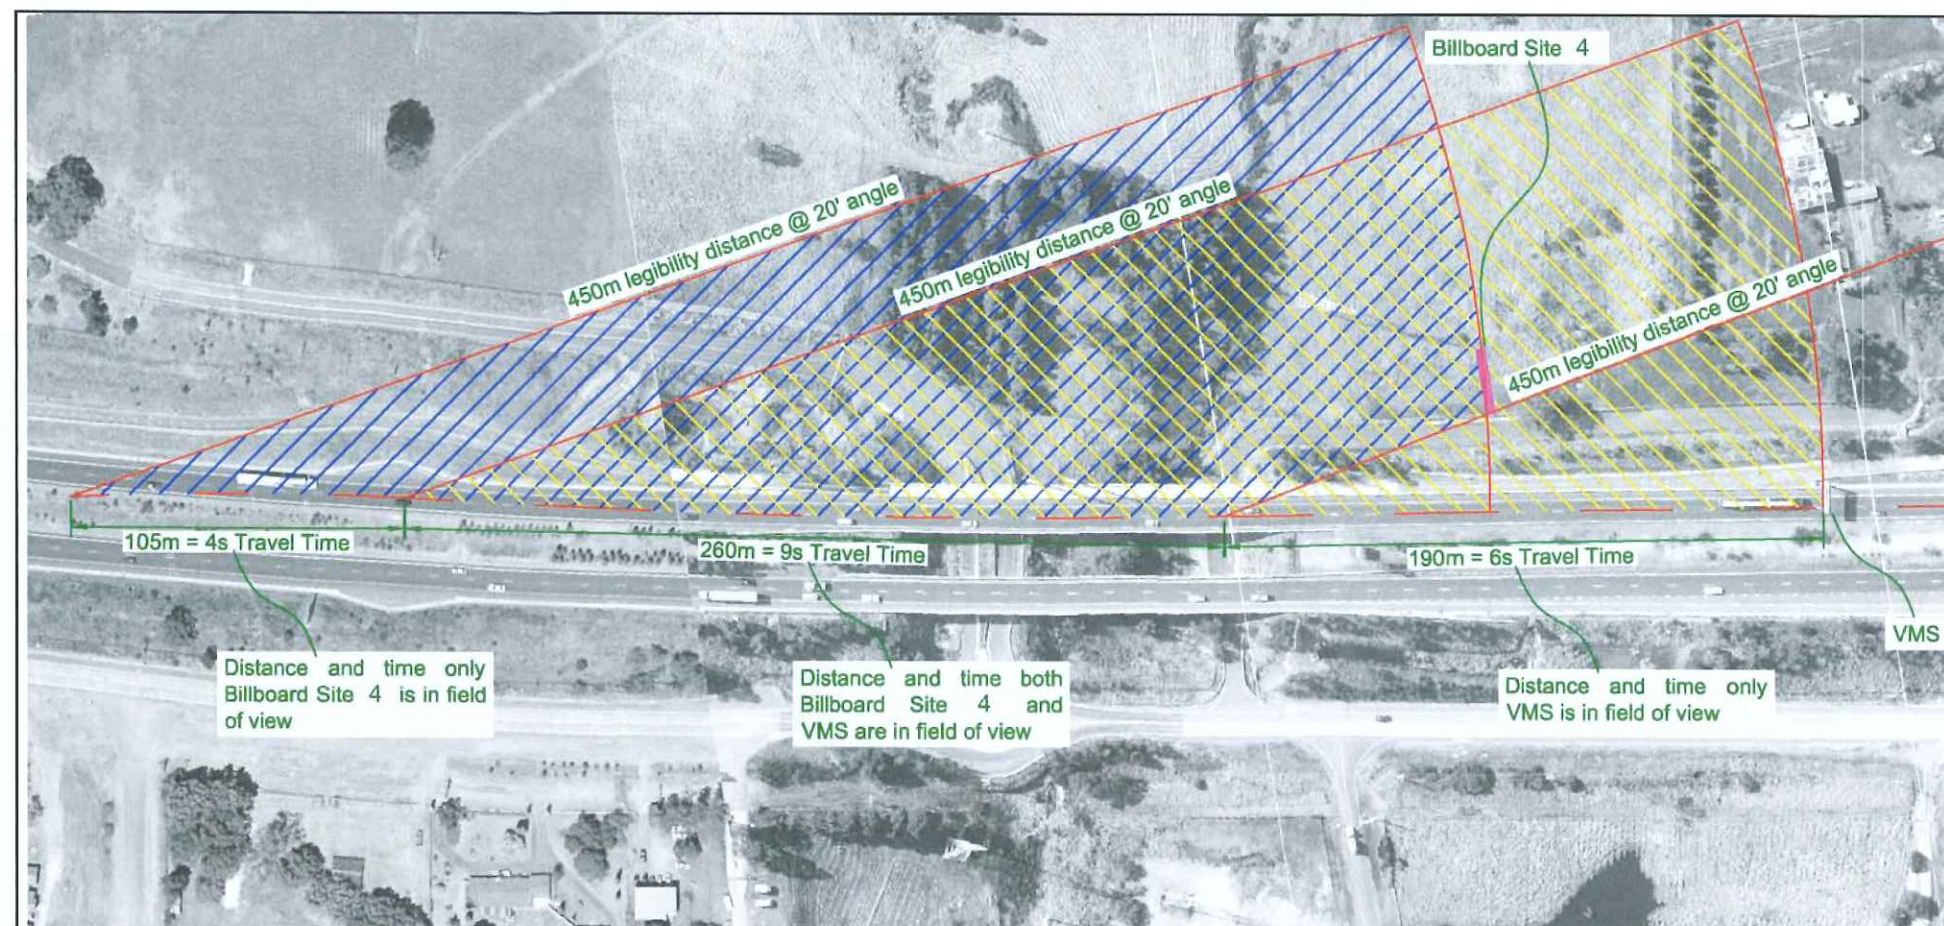 Billboard Site 4
450m legibility distance @ 20' angle
450m legibility distance @ 20' angle
450m legibility distance @ 20' angle
105m = 4s Travel Time
260m = 9s Travel Time
190m = 6s Travel Time
VMS
Distance and time only
Billboard Site 4 is in field
of view
Distance and time both
Billboard Site 4 and
VMS are in field of view
Distance and time only
VMS is in field of view